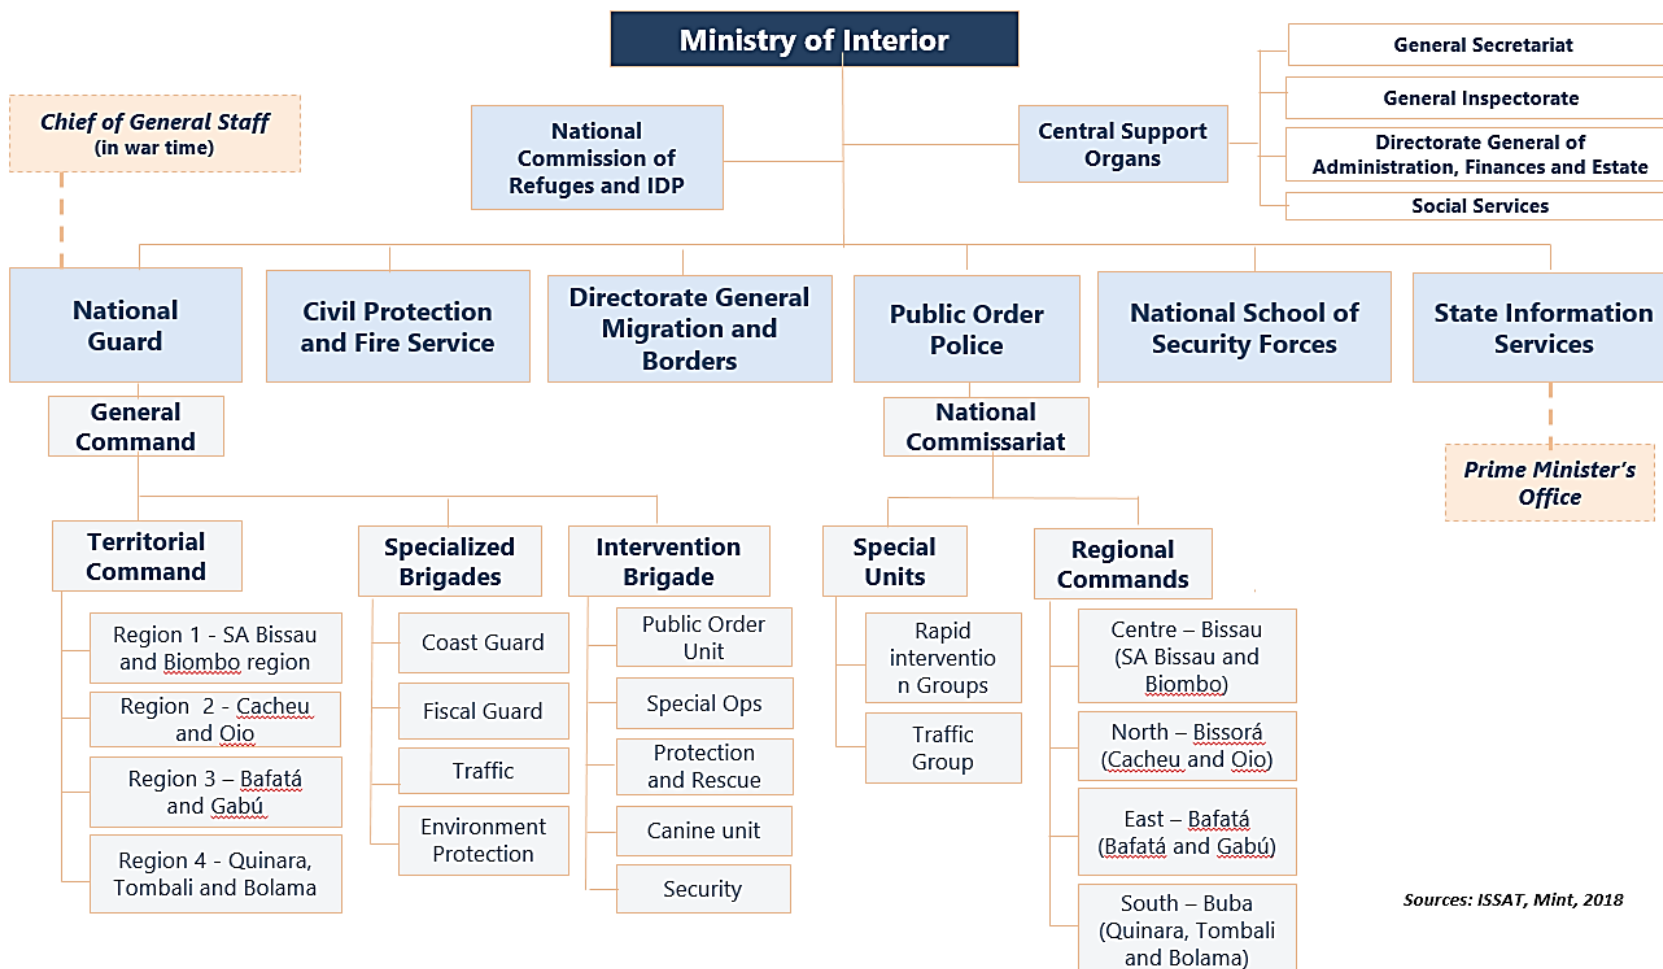 Ministry of Interior
General Secretariat
General Inspectorate
Directorate General of
Administration, Finances and Estate
Social Services
Chief of General Staff
(in war time)
National
Commission of
Refuges and IDP
Central Support
Organs
National
Guard
Civil Protection
and Fire Service
Directorate General
Migration and
Borders
Public Order
Police
National School of
Security Forces
State Information
Services
General
Command
National
Commissariat
Prime Minister’s
Office
Territorial
Command
Specialized
Brigades
Intervention
Brigade
Special
Units
Regional
Commands
Region 1 - SA Bissau
and Biombo region
Region 2 - Cacheu
and Oio
Region 3 – Bafatá
and Gabú
Region 4 - Quinara,
Tombali and Bolama
Coast Guard
Fiscal Guard
Traffic
Environment
Protection
Public Order
Unit
Special Ops
Protection
and Rescue
Canine unit
Security
Rapid
interventio
n Groups
Traffic
Group
Centre – Bissau
(SA Bissau and
Biombo)
North – Bissorá
(Cacheu and Oio)
East – Bafatá
(Bafatá and Gabú)
South – Buba
(Quinara, Tombali
and Bolama)
Sources: ISSAT, Mint, 2018